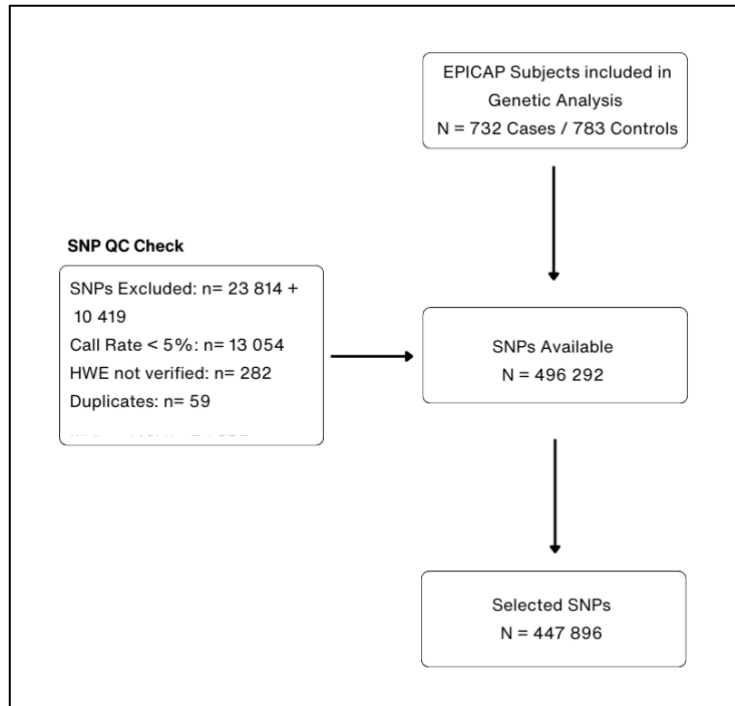 EPICAP Subjects included in
Genetic Analysis
N = 732 Cases / 783 Controls
SNP QC Check
SNPs Excluded: n= 23 814 +
10 419
Call Rate < 5%: n= 13 054
HWE not verified: n= 282
Duplicates: n= 59
SNPs Available
N = 496 292
Selected SNPs
N = 447 896